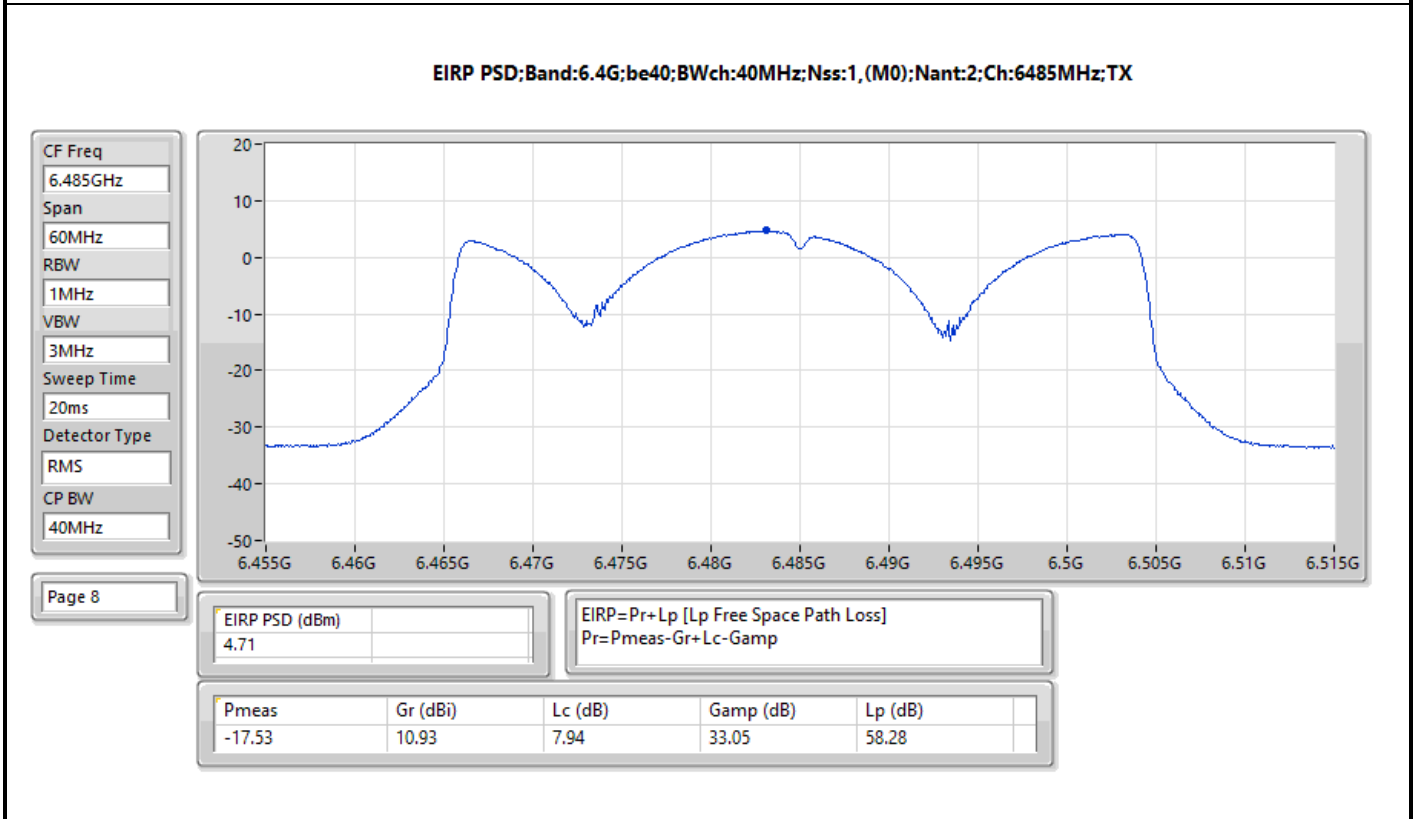 EIRP PSD;Band:6.4G;be40;BWch:40MHz;Nss:1,(M0);Nant:2;Ch:6485MHz;TX
CF Freq
6.485GHz
Span
60MHz
RBW
1MHz
VBW
3MHz
Sweep Time
20ms
Detector Type
RMS
CP BW
40MHz
Page 8
20
10
0
-10
-20
-30
-40
-50
6.455G 6.46G 6.465G 6.47G 6.475G 6.48G 6.485G 6.49G 6.495G 6.5G 6.505G 6.51G 6.515G
EIRP PSD (dBm)
4.71
EIRP=Pr+Lp [Lp Free Space Path Loss]
Pr=Pmeas-Gr+Lc-Gamp
Pmeas Gr (dBi) Lc (dB) Gamp (dB) Lp (dB)
-17.53 10.93 7.94 33.05 58.28